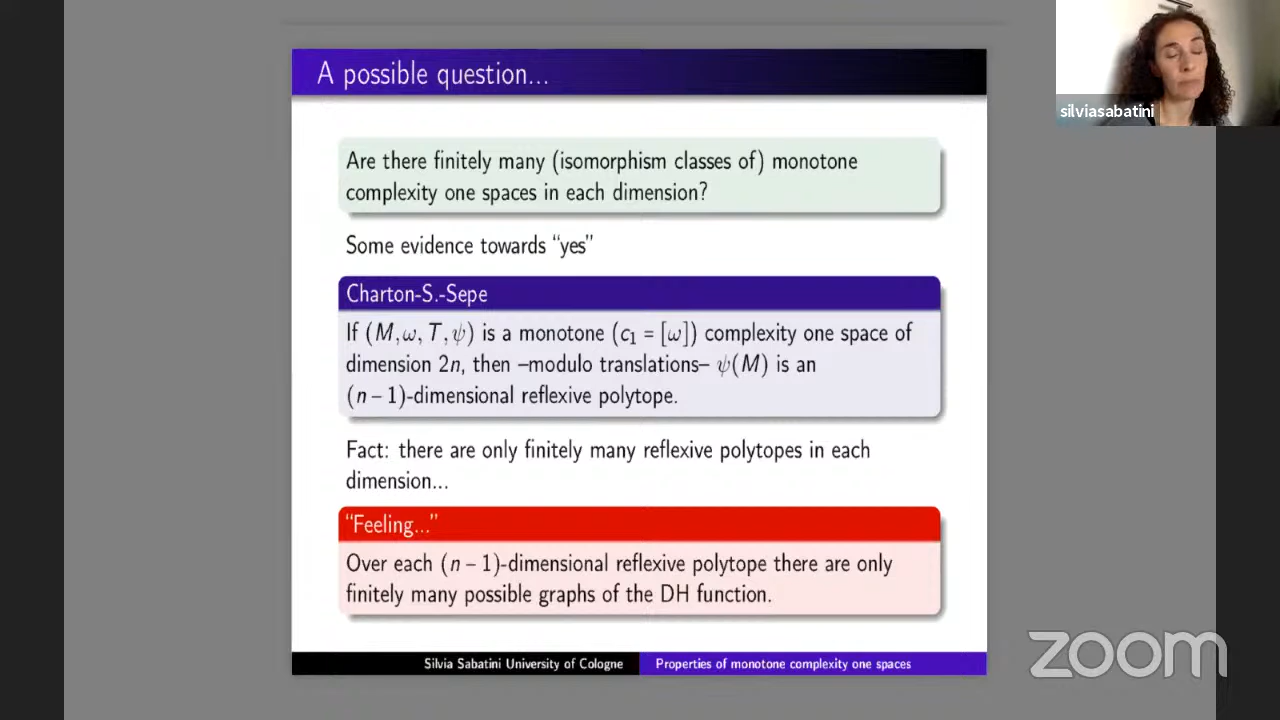 A possible question...
silviasabatini
Are there finitely many (isomorphism classes of) monotone
complexity one spaces in each dimension?
Some evidence towards “yes”
Charton-S.-Sepe
If (M, ω, T, ψ) is a monotone (c₁ = [ω]) complexity one space of
dimension 2n, then –modulo translations– ψ(M) is an
(n – 1)-dimensional reflexive polytope.
Fact: there are only finitely many reflexive polytopes in each
dimension...
“Feeling...”
Over each (n – 1)-dimensional reflexive polytope there are only
finitely many possible graphs of the DH function.
Silvia Sabatini University of Cologne Properties of monotone complexity one spaces
zoom